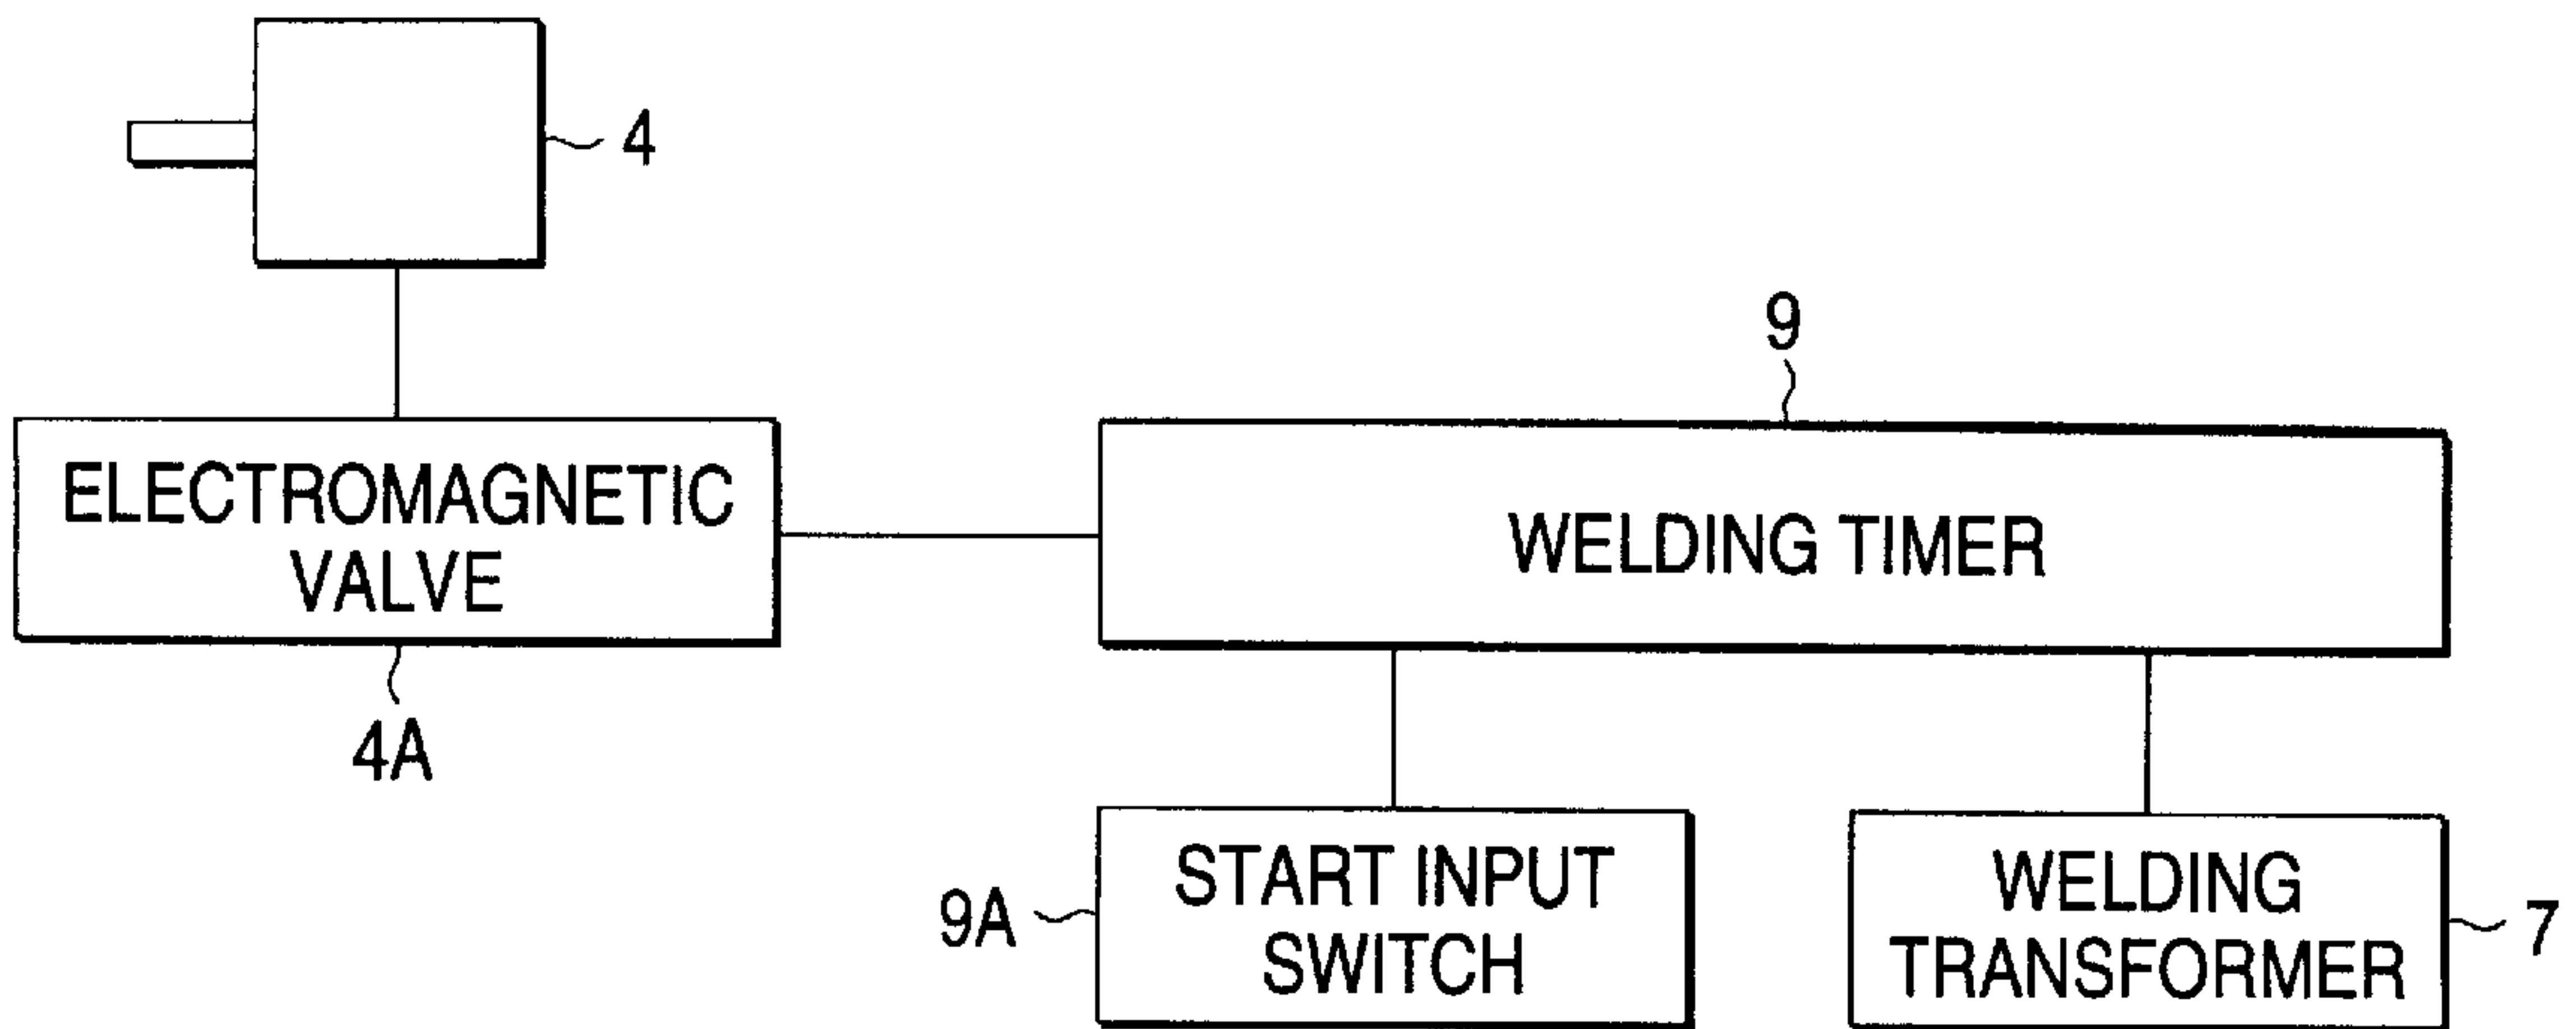 4
9
ELECTROMAGNETIC
VALVE
WELDING TIMER
4A
9A
START INPUT
SWITCH
WELDING
TRANSFORMER
7